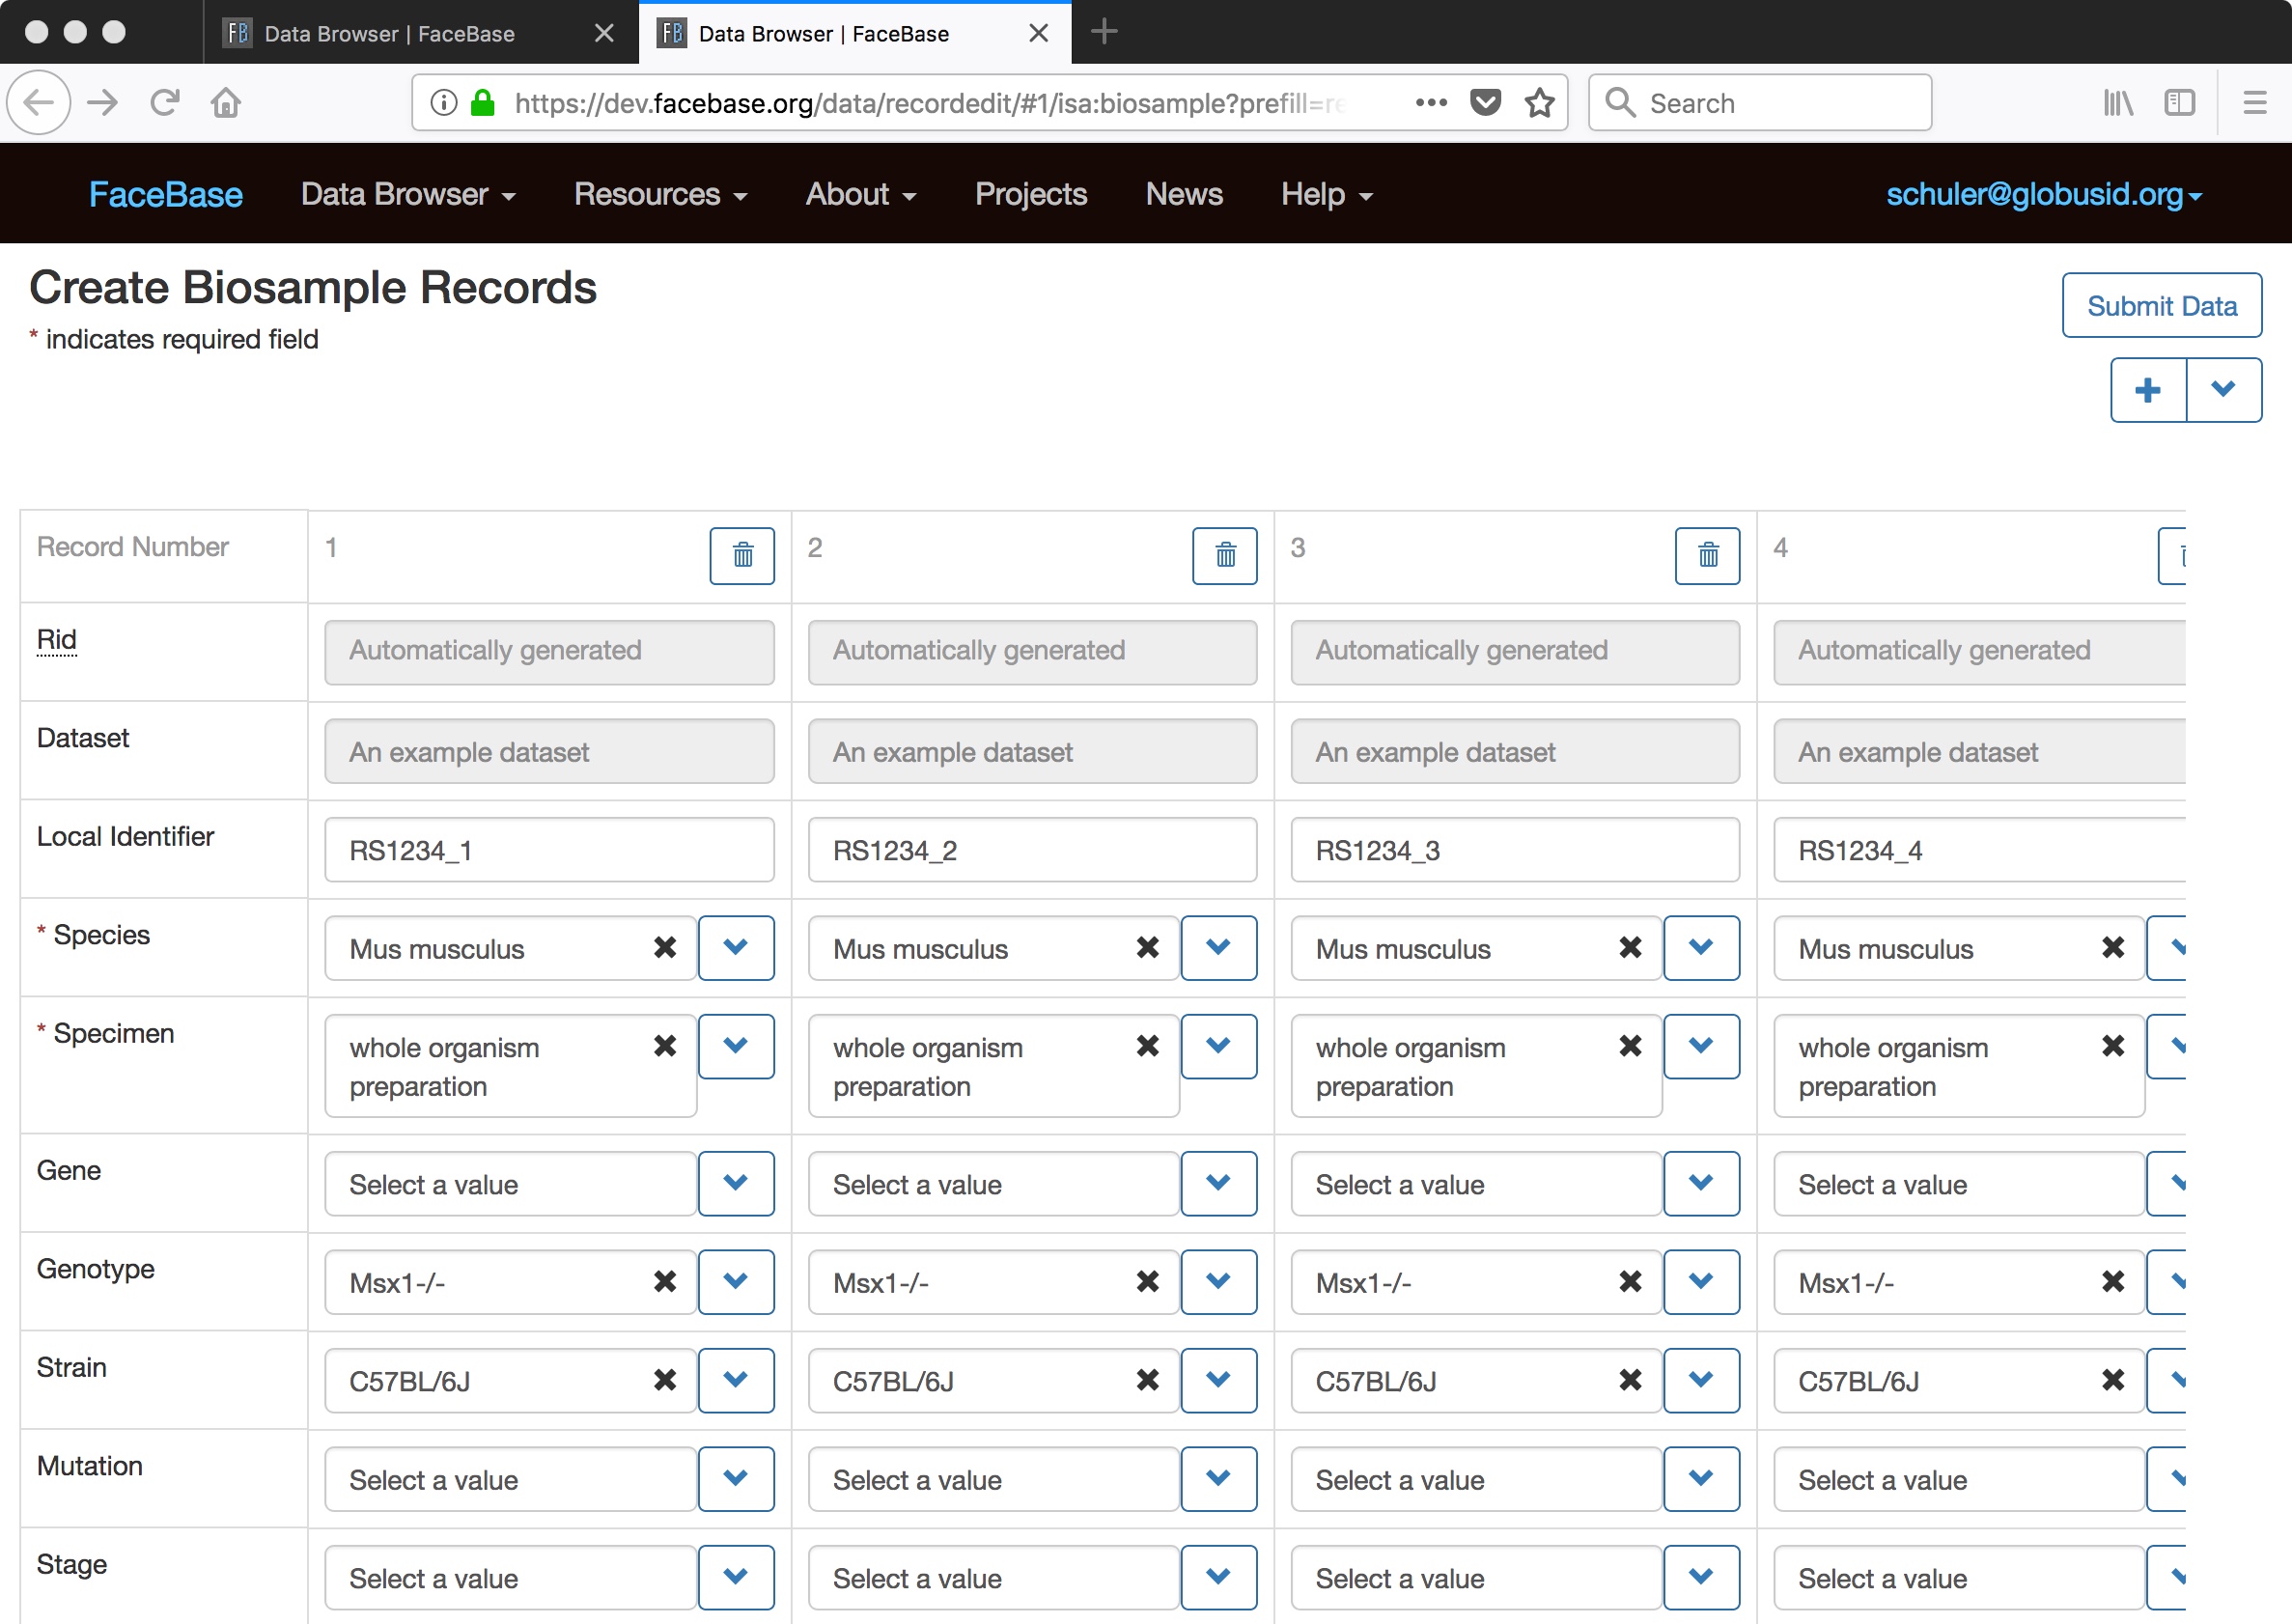 Data Browser | FaceBase
Data Browser | FaceBase
https://dev.facebase.org/data/recordedit/#1/isa:biosample?prefill=re
Search
FaceBase Data Browser Resources About Projects News Help schuler@globusid.org
Create Biosample Records
* indicates required field
Submit Data
Record Number 1 2 3 4
Rid Automatically generated Automatically generated Automatically generated Automatically generated
Dataset An example dataset An example dataset An example dataset An example dataset
Local Identifier RS1234_1 RS1234_2 RS1234_3 RS1234_4
* Species Mus musculus Mus musculus Mus musculus Mus musculus
* Specimen whole organism whole organism whole organism whole organism
preparation preparation preparation preparation
Gene Select a value Select a value Select a value Select a value
Genotype Msx1-/- Msx1-/- Msx1-/- Msx1-/-
Strain C57BL/6J C57BL/6J C57BL/6J C57BL/6J
Mutation Select a value Select a value Select a value Select a value
Stage Select a value Select a value Select a value Select a value